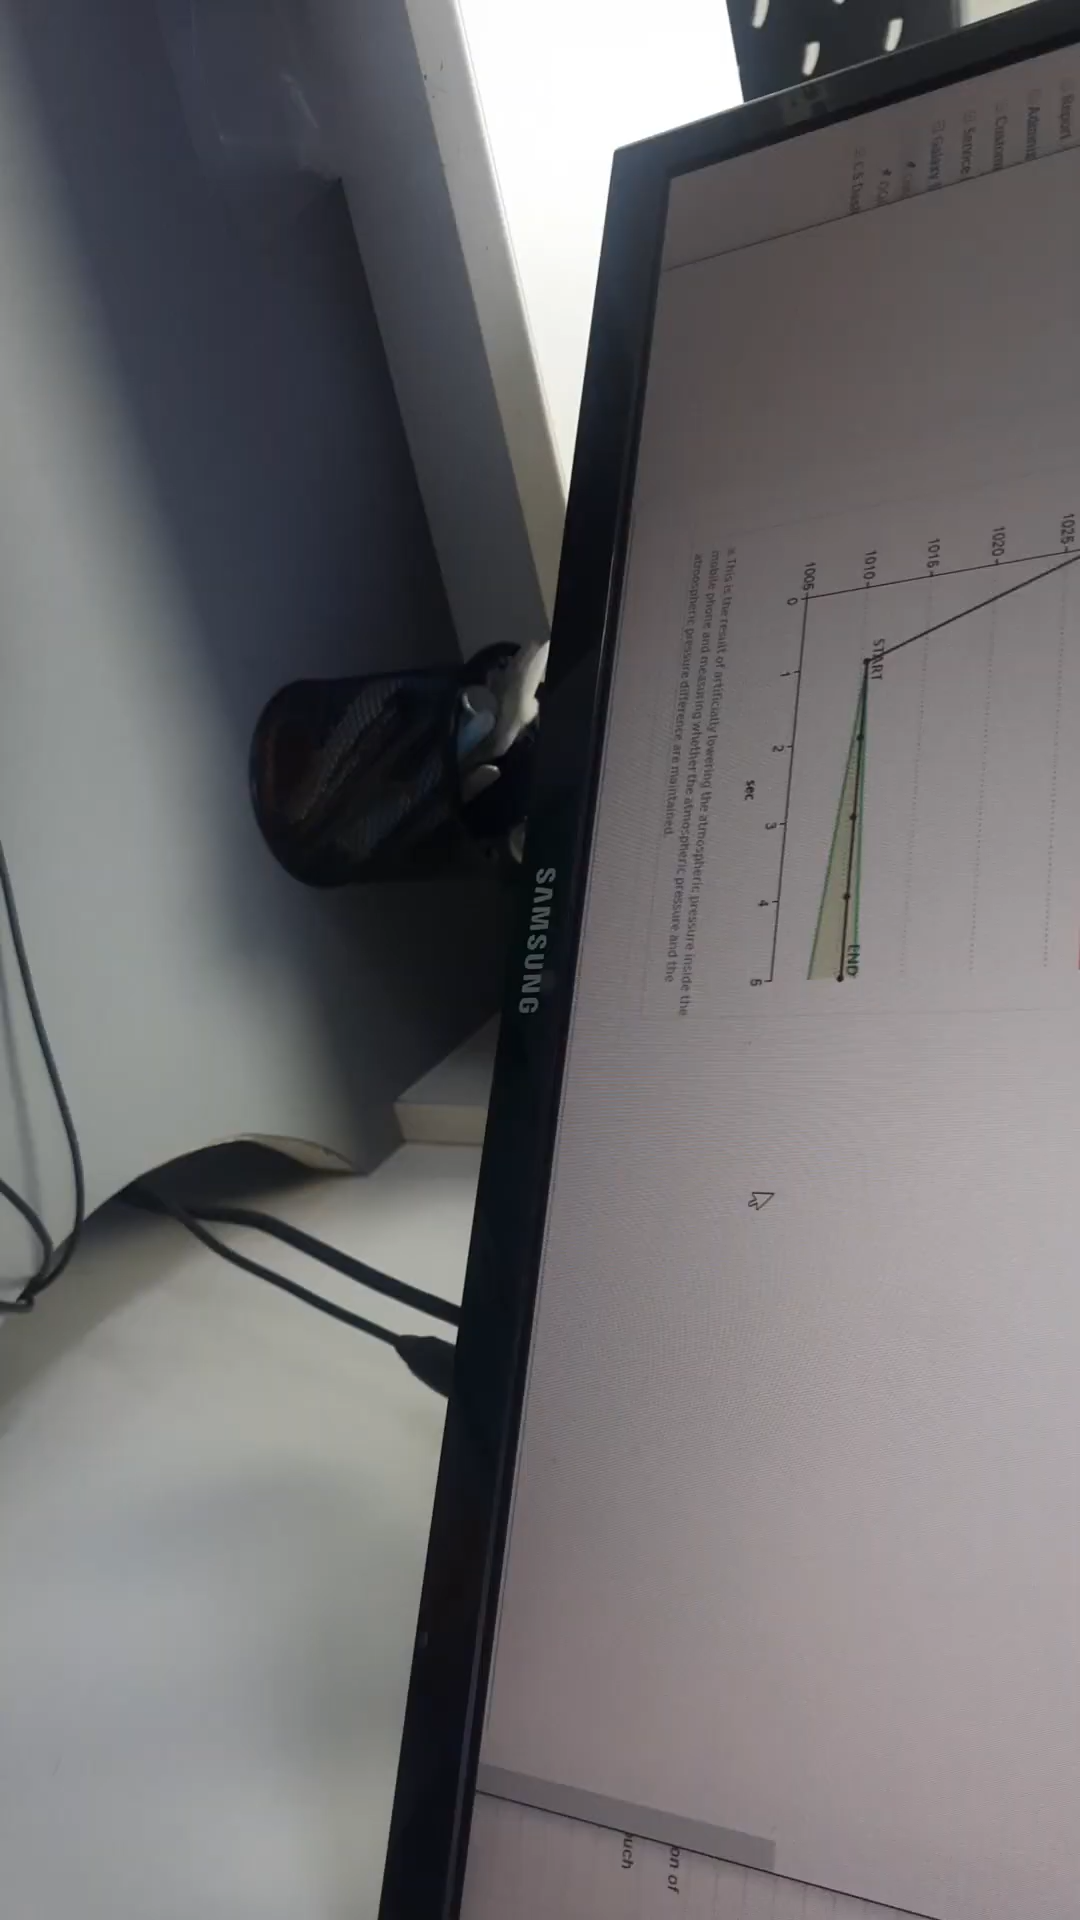 Report
Service
1025
1020
1015
1010
1005
START
END
0
1
2
3
4
5
sec
* This is the result of artificially lowering the atmospheric pressure inside the
mobile phone and measuring whether the atmospheric pressure and the
atmospheric pressure difference are maintained.
on of
uch
SAMSUNG